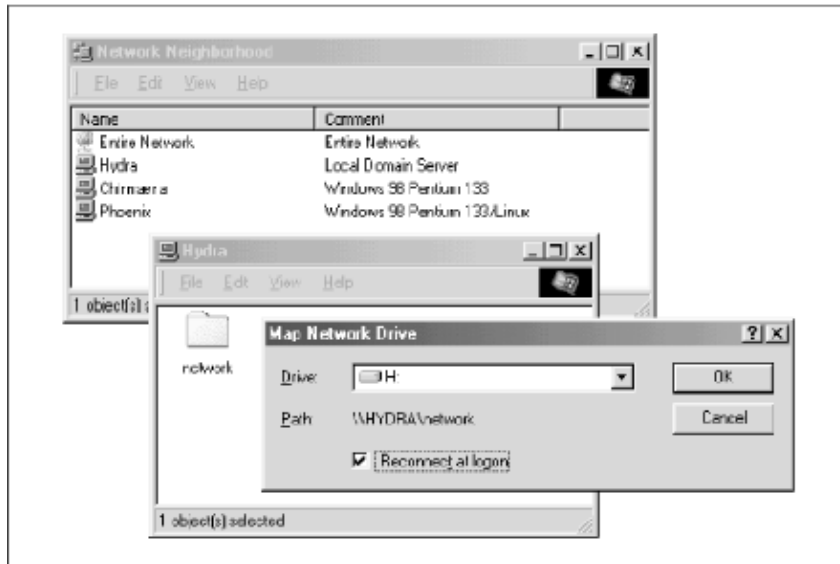 Network Neighborhood
File Edit View Help
Name Comment
Entire Network Entire Network
Hydra Local Domain Server
Chimaera Windows 98 Pentium 133
Phoenix Windows 98 Pentium 133/Linux
1 object(s)
Hydra
File Edit View Help
network
1 object(s) selected
Map Network Drive
Drive: H: OK
Path: \\HYDRA\network Cancel
Reconnect at logon